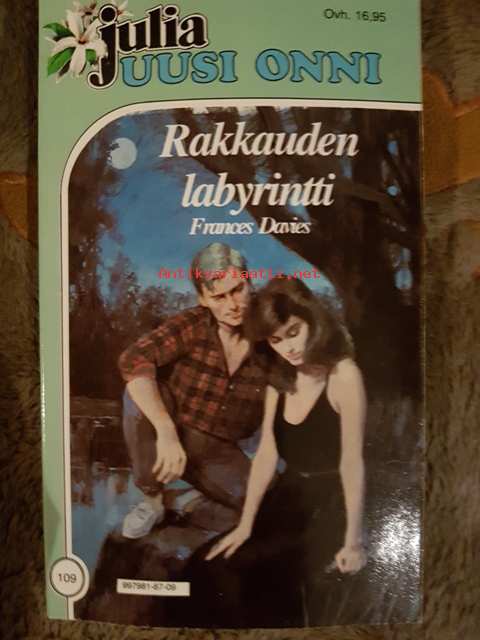 Ovh. 16,95
julia
UUSI ONNI
Rakkauden
labyrintti
Frances Davies
Antikvariaatti.net
109
997981-87-09